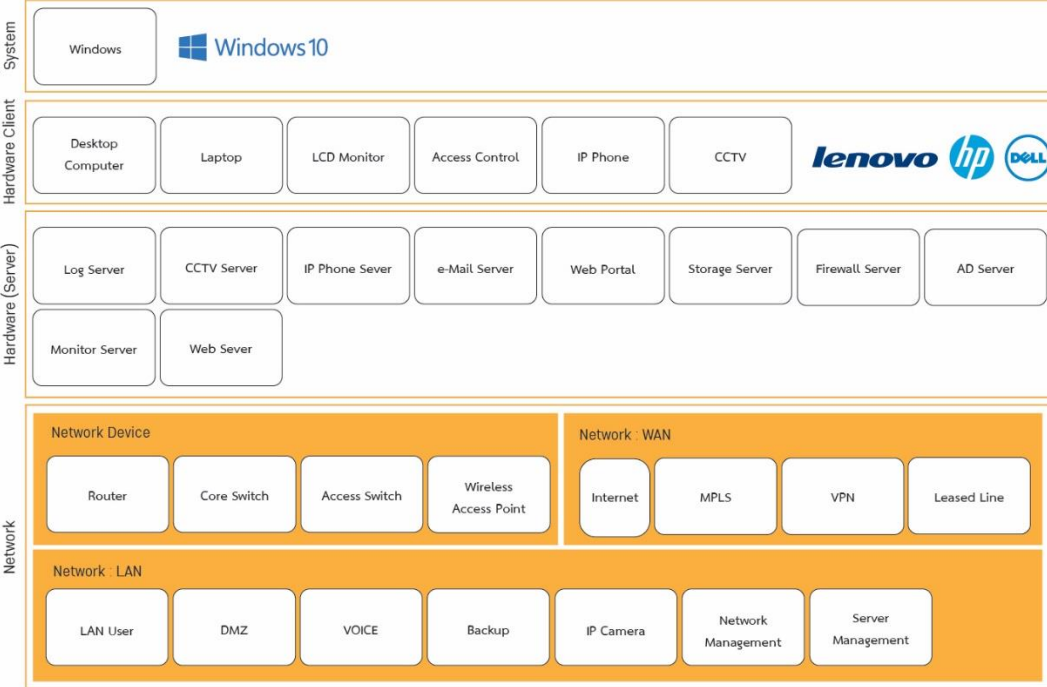 System
Windows
Windows 10
Hardware Client
Desktop
Computer
Laptop
LCD Monitor
Access Control
IP Phone
CCTV
lenovo
hp
DELL
Hardware (Server)
Log Server
CCTV Server
IP Phone Sever
e-Mail Server
Web Portal
Storage Server
Firewall Server
AD Server
Monitor Server
Web Sever
Network
Network Device
Router
Core Switch
Access Switch
Wireless
Access Point
Network : WAN
Internet
MPLS
VPN
Leased Line
Network : LAN
LAN User
DMZ
VOICE
Backup
IP Camera
Network
Management
Server
Management